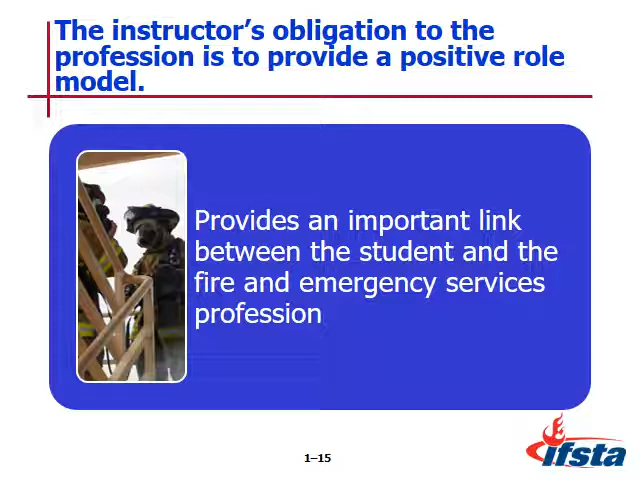 The instructor’s obligation to the
profession is to provide a positive role
model.
Provides an important link
between the student and the
fire and emergency services
profession
1–15
ifsta